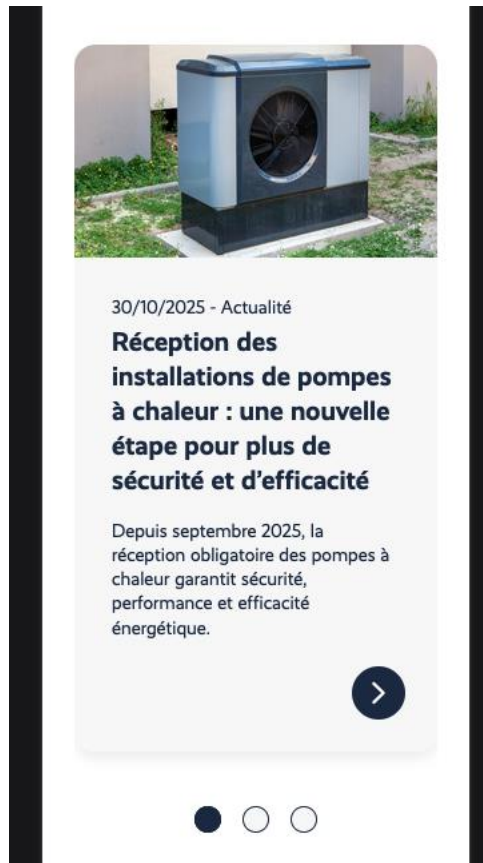 30/10/2025 - Actualité
Réception des
installations de pompes
à chaleur : une nouvelle
étape pour plus de
sécurité et d’efficacité
Depuis septembre 2025, la
réception obligatoire des pompes à
chaleur garantit sécurité,
performance et efficacité
énergétique.